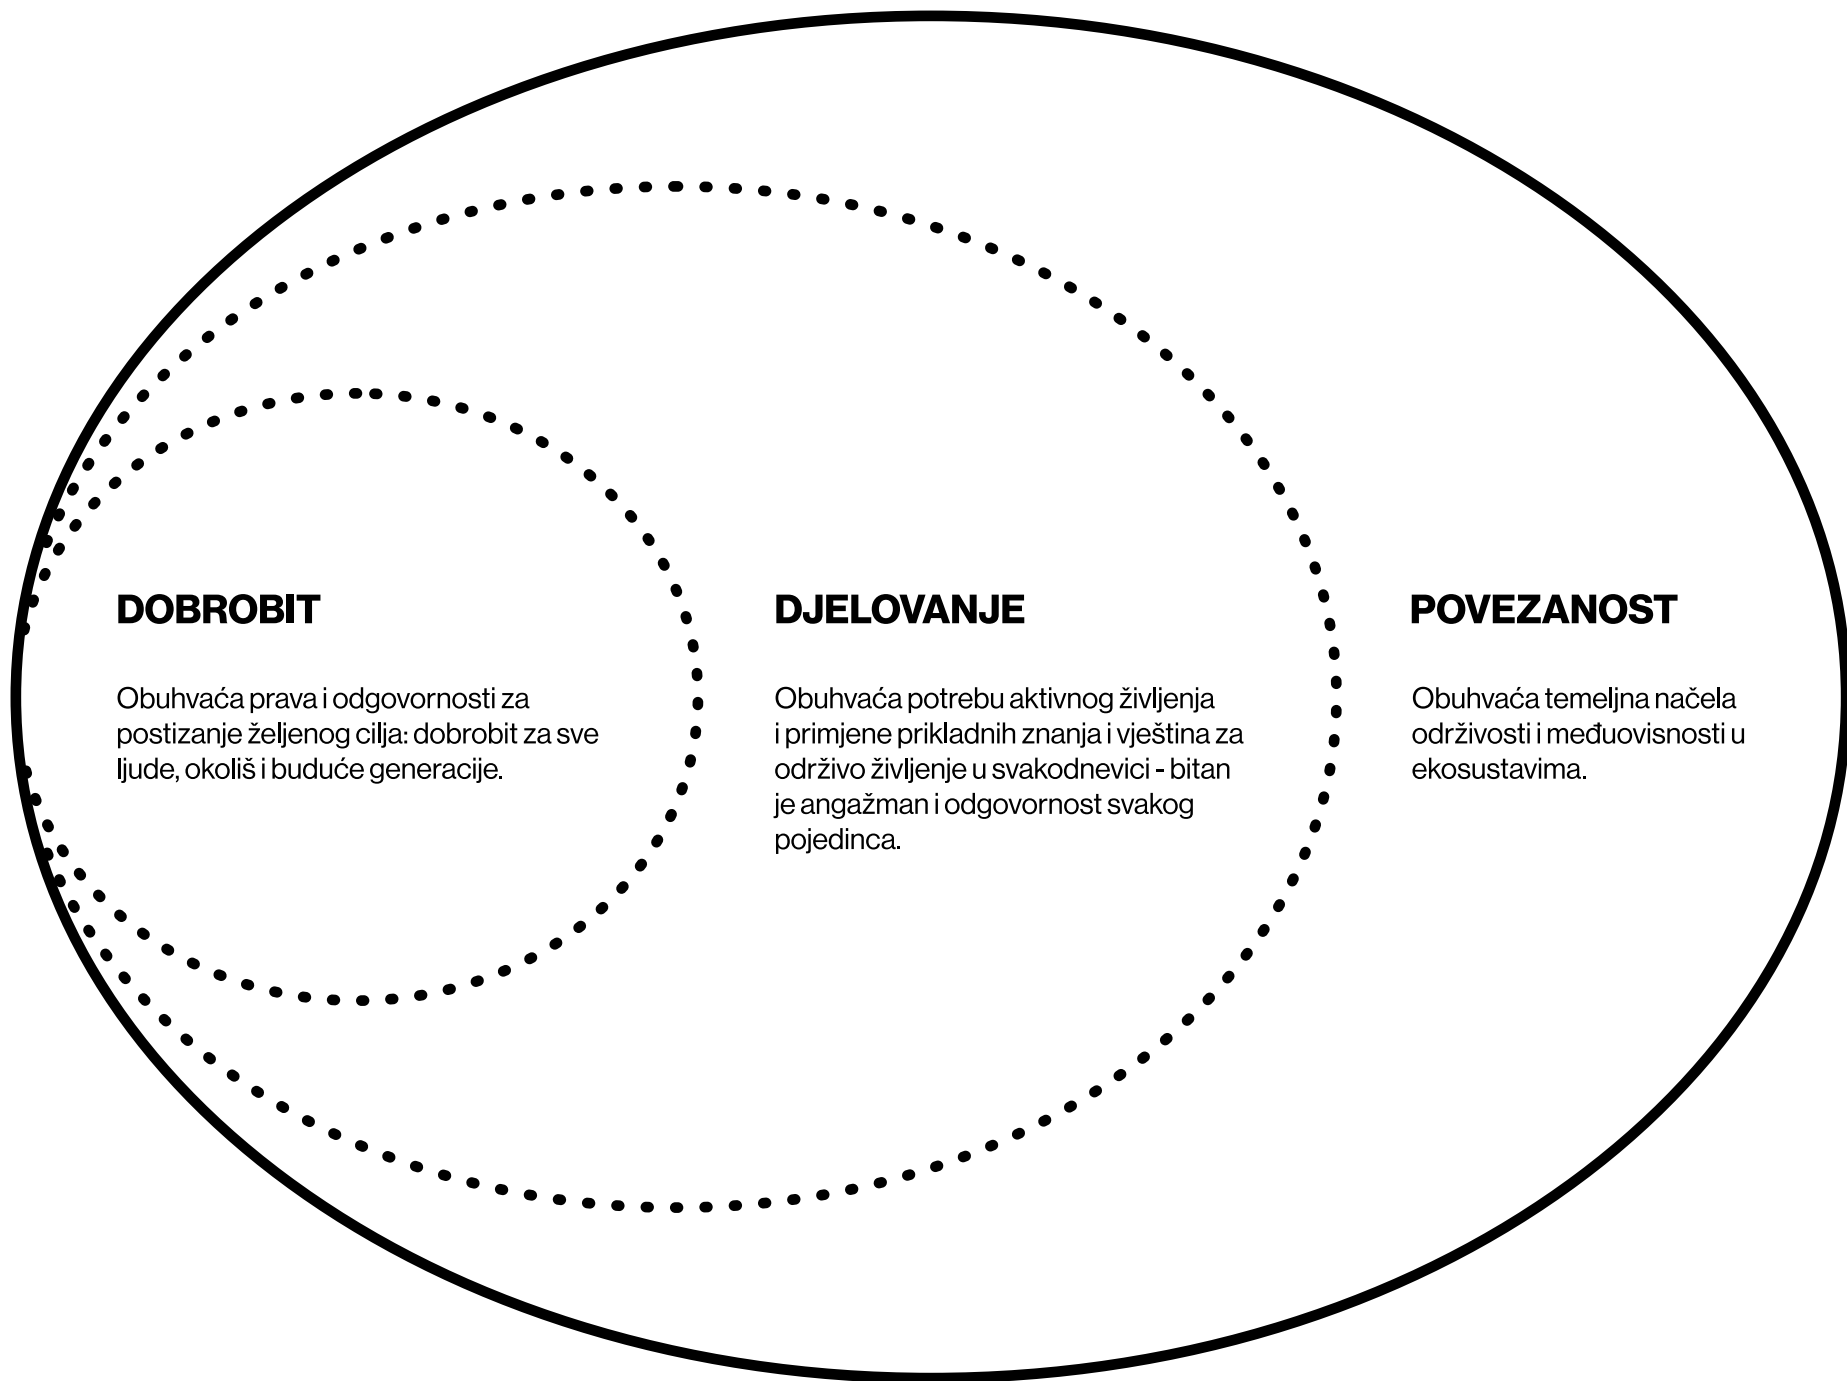 DOBROBIT
Obuhvaća prava i odgovornosti za
postizanje željenog cilja: dobrobit za sve
ljude, okoliš i buduće generacije.
DJELOVANJE
Obuhvaća potrebu aktivnog življenja
i primjene prikladnih znanja i vještina za
održivo življenje u svakodnevici - bitan
je angažman i odgovornost svakog
pojedinca.
POVEZANOST
Obuhvaća temeljna načela
održivosti i međuovisnosti u
ekosustavima.